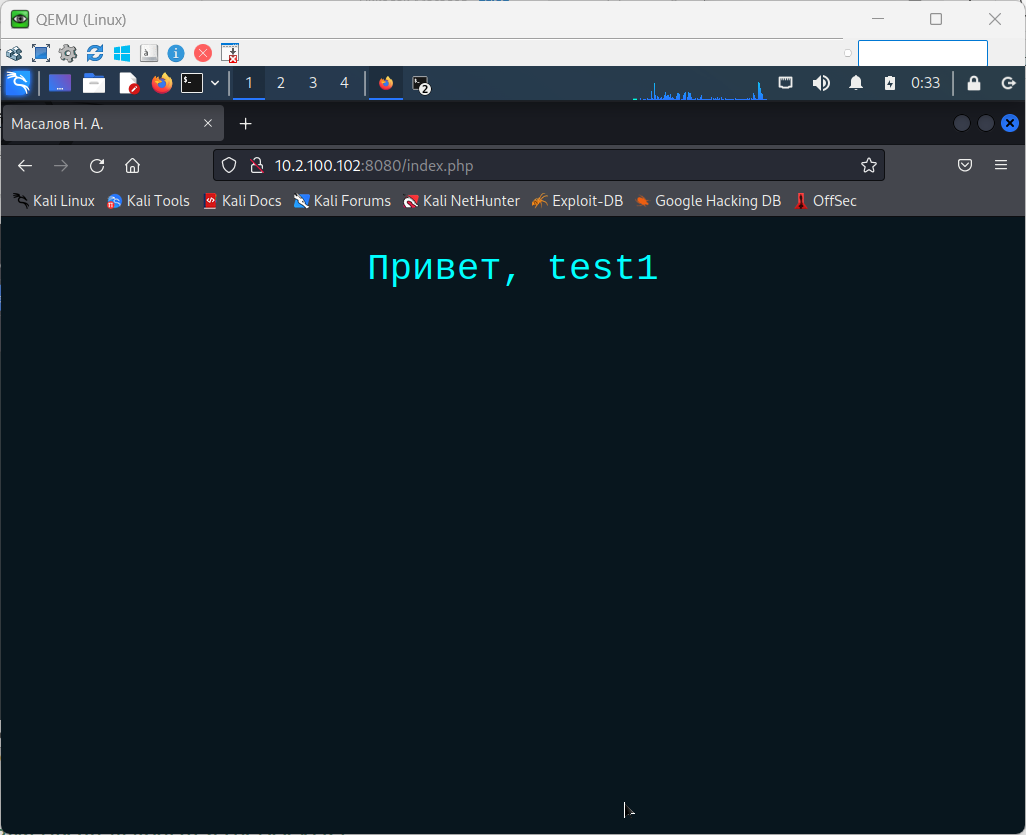 QEMU (Linux)
1 2 3 4 2 0:33
Масалов Н. А.
10.2.100.102:8080/index.php
Kali Linux Kali Tools Kali Docs Kali Forums Kali NetHunter Exploit-DB Google Hacking DB OffSec
Привет, test1